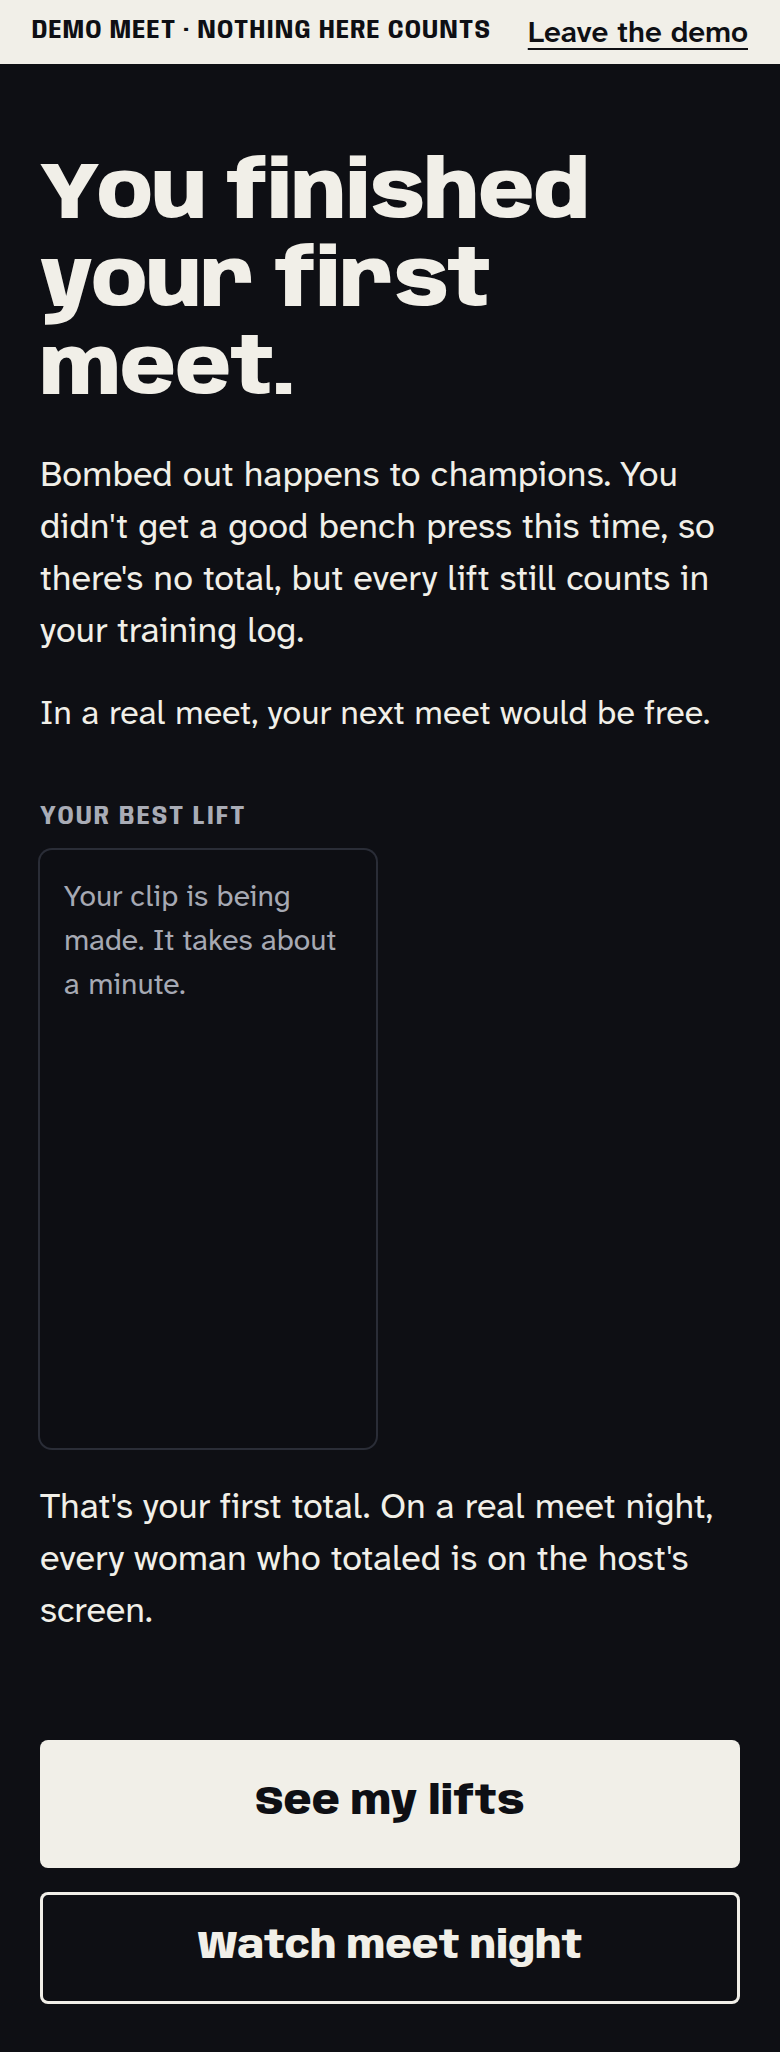 DEMO MEET · NOTHING HERE COUNTS Leave the demo
You finished
your first
meet.
Bombed out happens to champions. You
didn't get a good bench press this time, so
there's no total, but every lift still counts in
your training log.
In a real meet, your next meet would be free.
YOUR BEST LIFT
Your clip is being
made. It takes about
a minute.
That's your first total. On a real meet night,
every woman who totaled is on the host's
screen.
See my lifts
Watch meet night